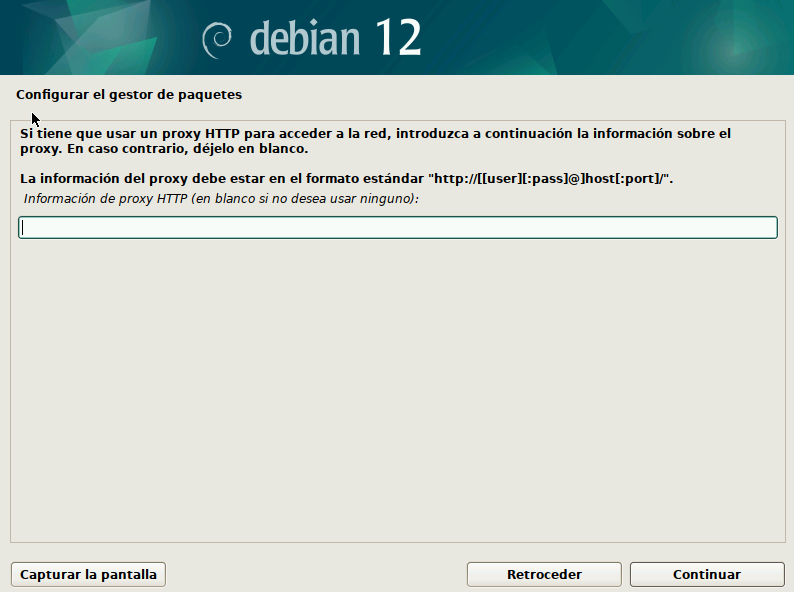 debian 12
Configurar el gestor de paquetes
Si tiene que usar un proxy HTTP para acceder a la red, introduzca a continuación la información sobre el
proxy. En caso contrario, déjelo en blanco.
La información del proxy debe estar en el formato estándar "http://[[user][:pass]@]host[:port]/".
Información de proxy HTTP (en blanco si no desea usar ninguno):
Capturar la pantalla
Retroceder
Continuar